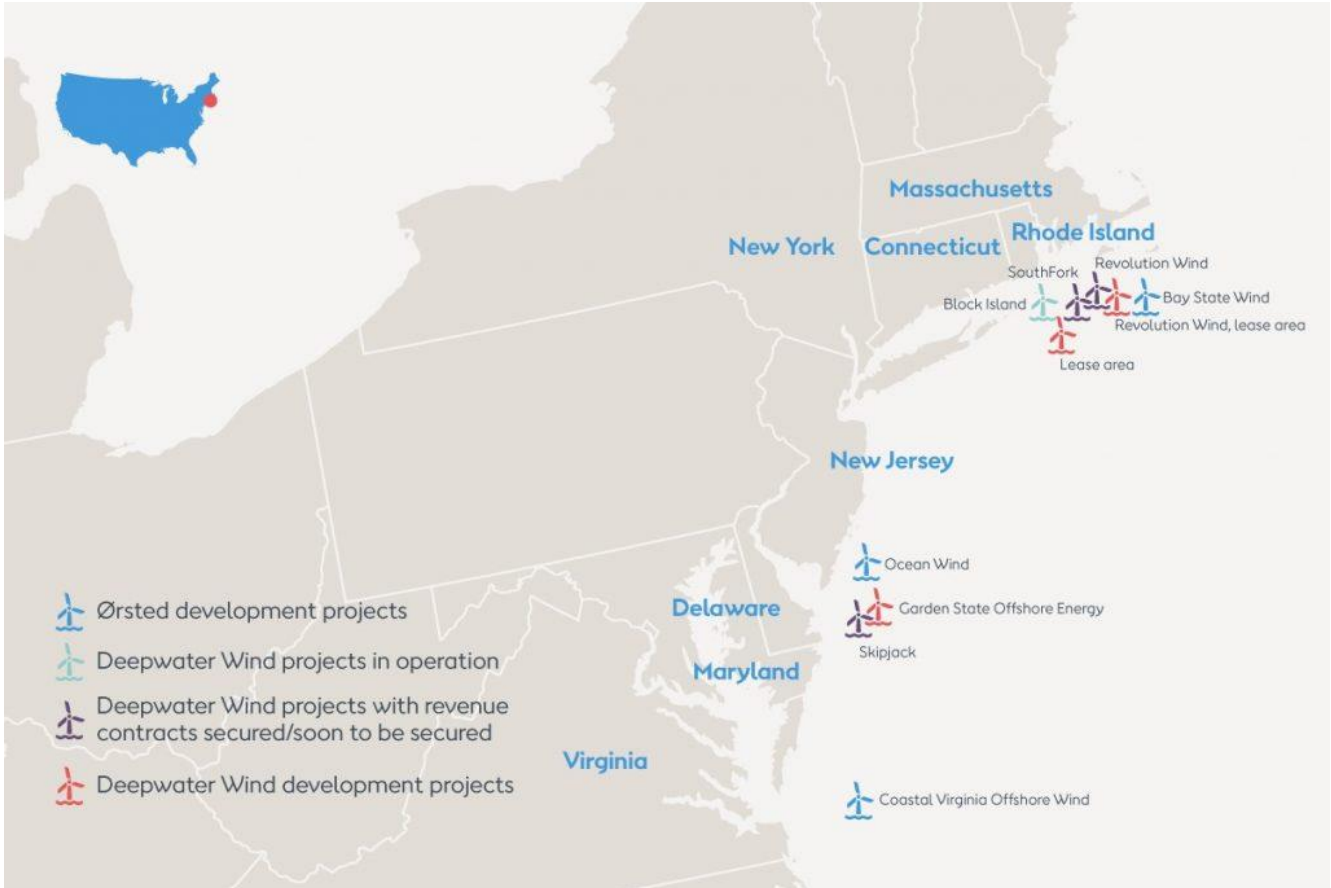 Massachusetts
Rhode Island
New York
Connecticut
Revolution Wind
SouthFork
Block Island
Bay State Wind
Revolution Wind, lease area
Lease area
New Jersey
Ocean Wind
Delaware
Garden State Offshore Energy
Skipjack
Maryland
Virginia
Coastal Virginia Offshore Wind
Ørsted development projects
Deepwater Wind projects in operation
Deepwater Wind projects with revenue
contracts secured/soon to be secured
Deepwater Wind development projects